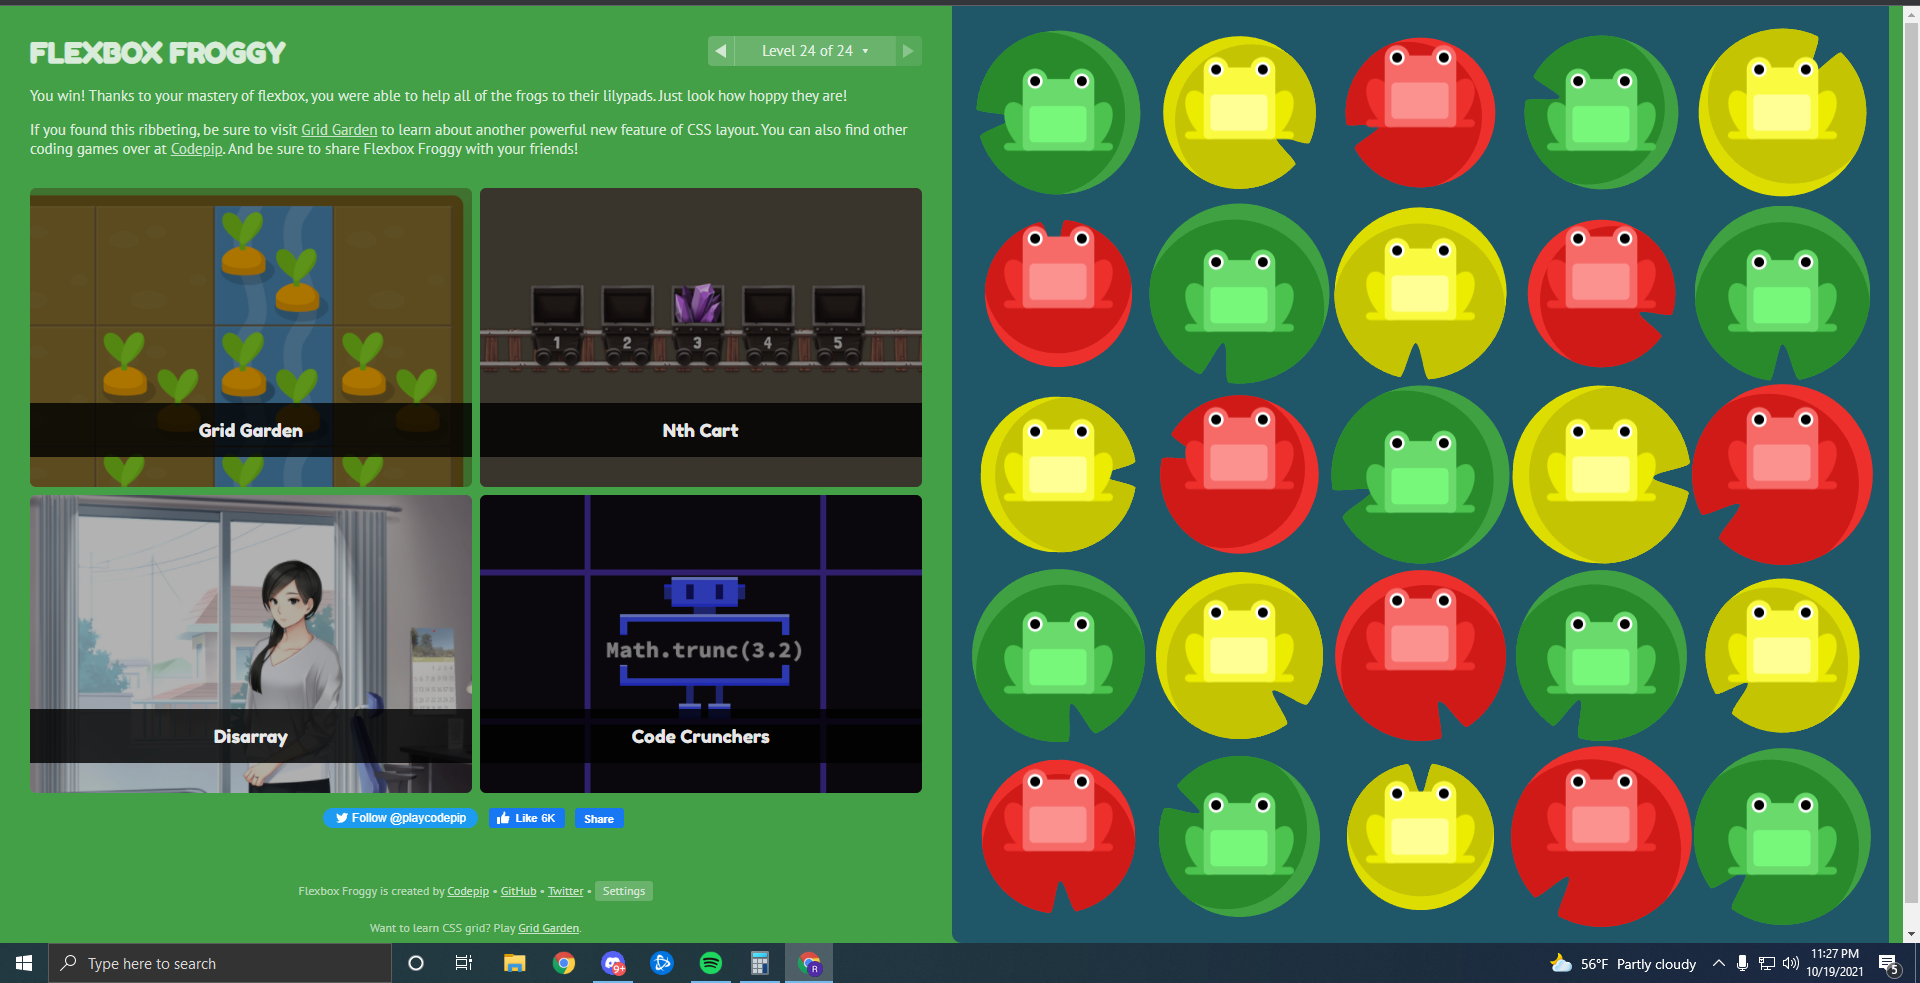 FLEXBOX FROGGY
Level 24 of 24
You win! Thanks to your mastery of flexbox, you were able to help all of the frogs to their lilypads. Just look how hoppy they are!
If you found this ribbeting, be sure to visit Grid Garden to learn about another powerful new feature of CSS layout. You can also find other
coding games over at Codepip. And be sure to share Flexbox Froggy with your friends!
1 2 3 4 5
Grid Garden
Nth Cart
Math.trunc(3.2)
Disarray
Code Crunchers
Follow @playcodepip
Like 6K
Share
Flexbox Froggy is created by Codepip • GitHub • Twitter • Settings
Want to learn CSS grid? Play Grid Garden.
Type here to search
9+
R
56°F Partly cloudy
11:27 PM
10/19/2021
5